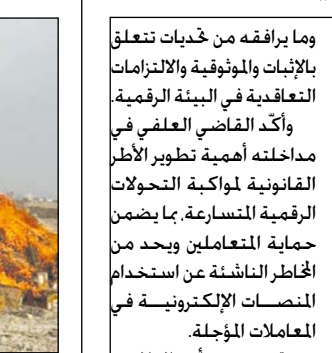 وما يرافقه من تحديات تتعلق
بالإثبات والموثوقية والالتزامات
التعاقدية في البيئة الرقمية.
وأكّد القاضي العلفي في
مداخلته أهمية تطوير الأطر
القانونية لمواكبة التحولات
الرقمية المتسارعة، بما يضمن
حماية المتعاملين ويحد من
المخاطر الناشئة عن استخدام
المنصات الإلكترونية في
المعاملات المؤجلة.